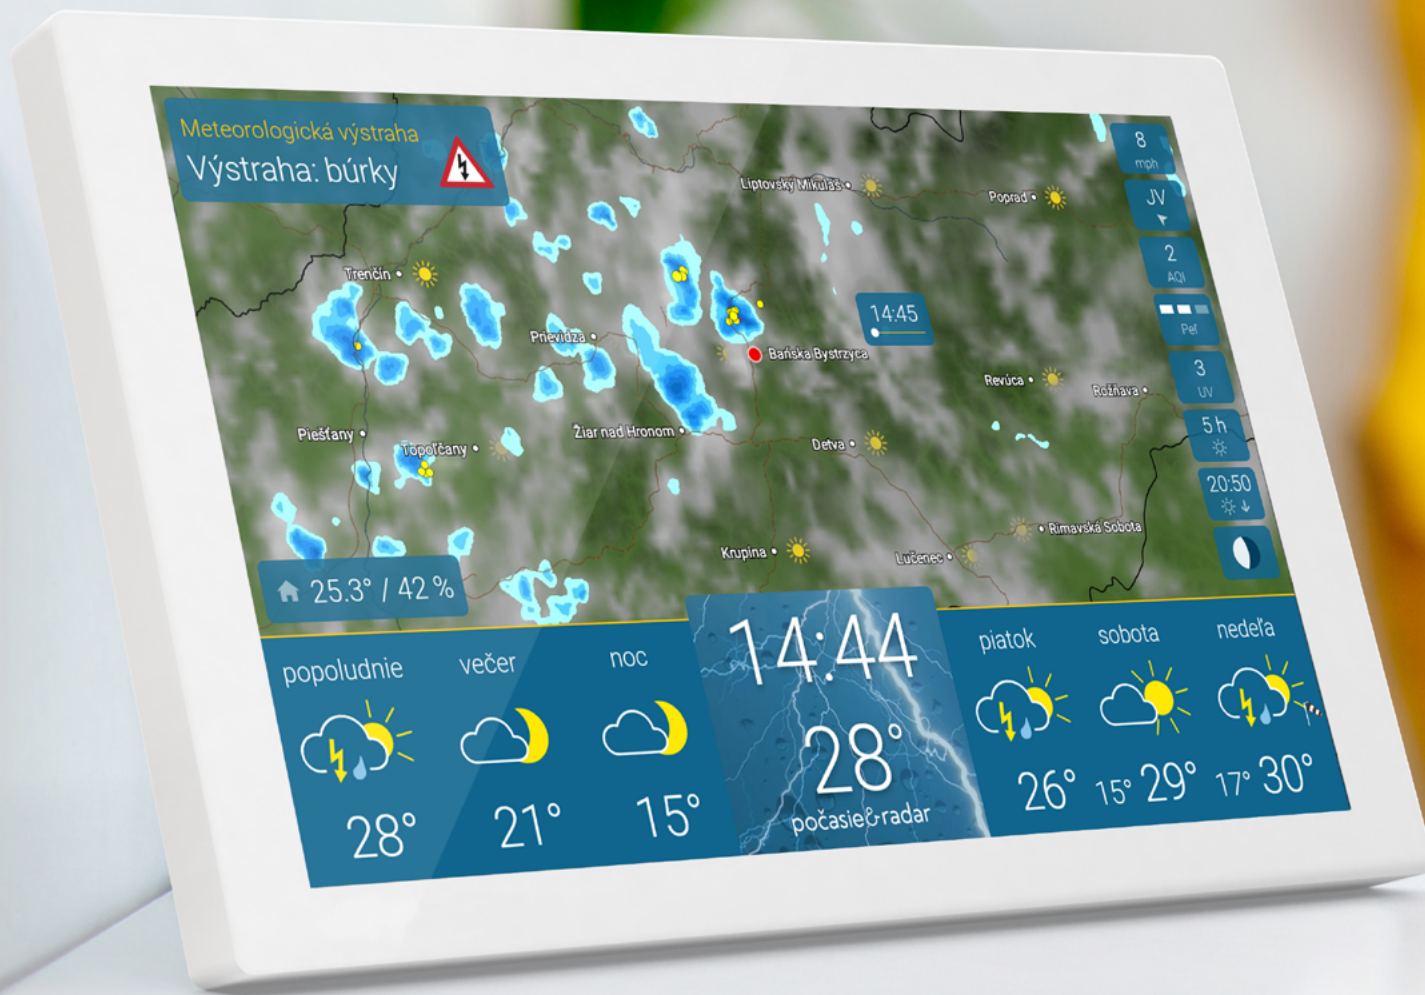 Meteorologická výstraha
Výstraha: búrky
8
mph
JV
2
AQI
Peľ
3
UV
5 h
20:50
Liptovský Mikuláš
Poprad
Trenčín
14:45
Prievidza
Bańska Bystrzyca
Revúca
Rožňava
Piešťany
Žiar nad Hronom
Topoľčany
Detva
Rimavská Sobota
Krupina
Lučenec
25.3° / 42 %
popoludnie
28°
večer
21°
noc
15°
14:44
28°
počasie&radar
piatok
26°
sobota
15° 29°
nedeľa
17° 30°